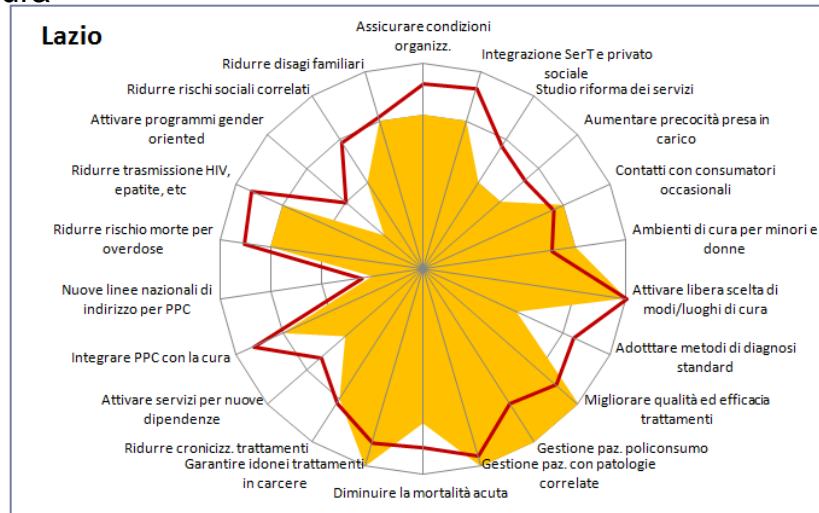 Lazio
Assicurare condizioni
organizz.
Integrazione SerT e privato
sociale
Studio riforma dei servizi
Aumentare precocità presa in
carico
Contatti con consumatori
occasionali
Ambienti di cura per minori e
donne
Attivare libera scelta di
modi/luoghi di cura
Adotttare metodi di diagnosi
standard
Migliorare qualità ed efficacia
trattamenti
Gestione paz. policonsumo
Gestione paz. con patologie
correlate
Diminuire la mortalità acuta
Garantire idonei trattamenti
in carcere
Ridurre cronicizz. trattamenti
Attivare servizi per nuove
dipendenze
Integrare PPC con la cura
Nuove linee nazionali di
indirizzo per PPC
Ridurre rischio morte per
overdose
Ridurre trasmissione HIV,
epatite, etc
Attivare programmi gender
oriented
Ridurre rischi sociali correlati
Ridurre disagi familiari